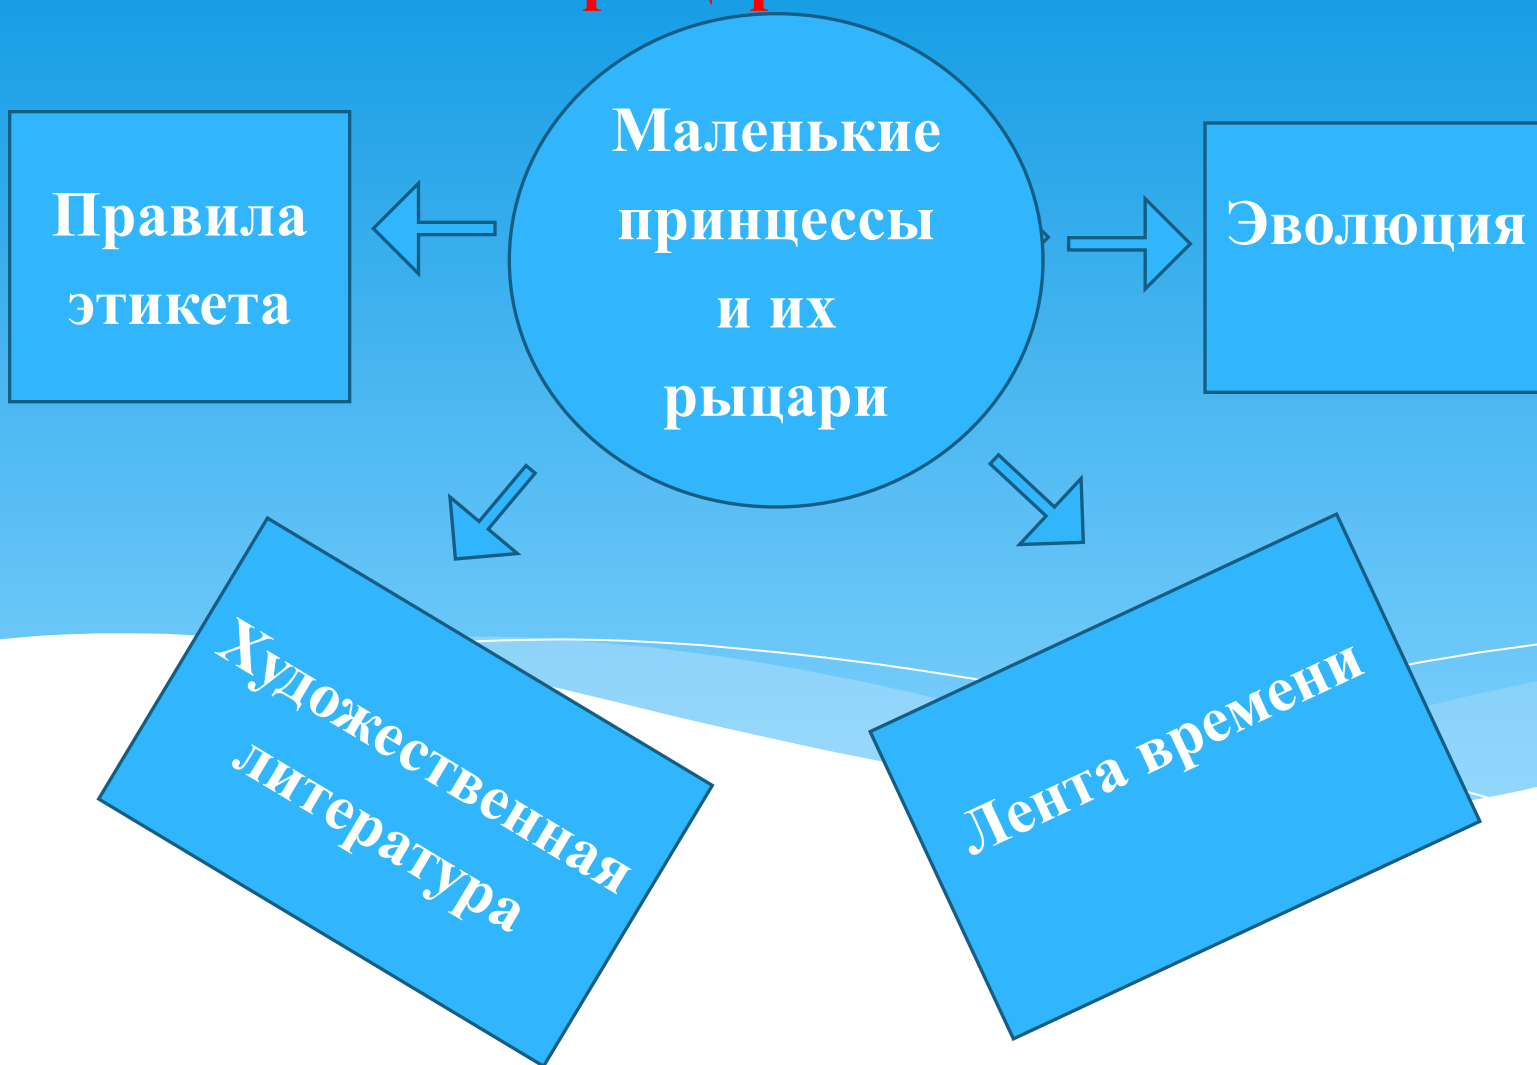 Маленькие
принцессы
и их
рыцари
Правила
этикета
Эволюция
Художественная
литература
Лента времени